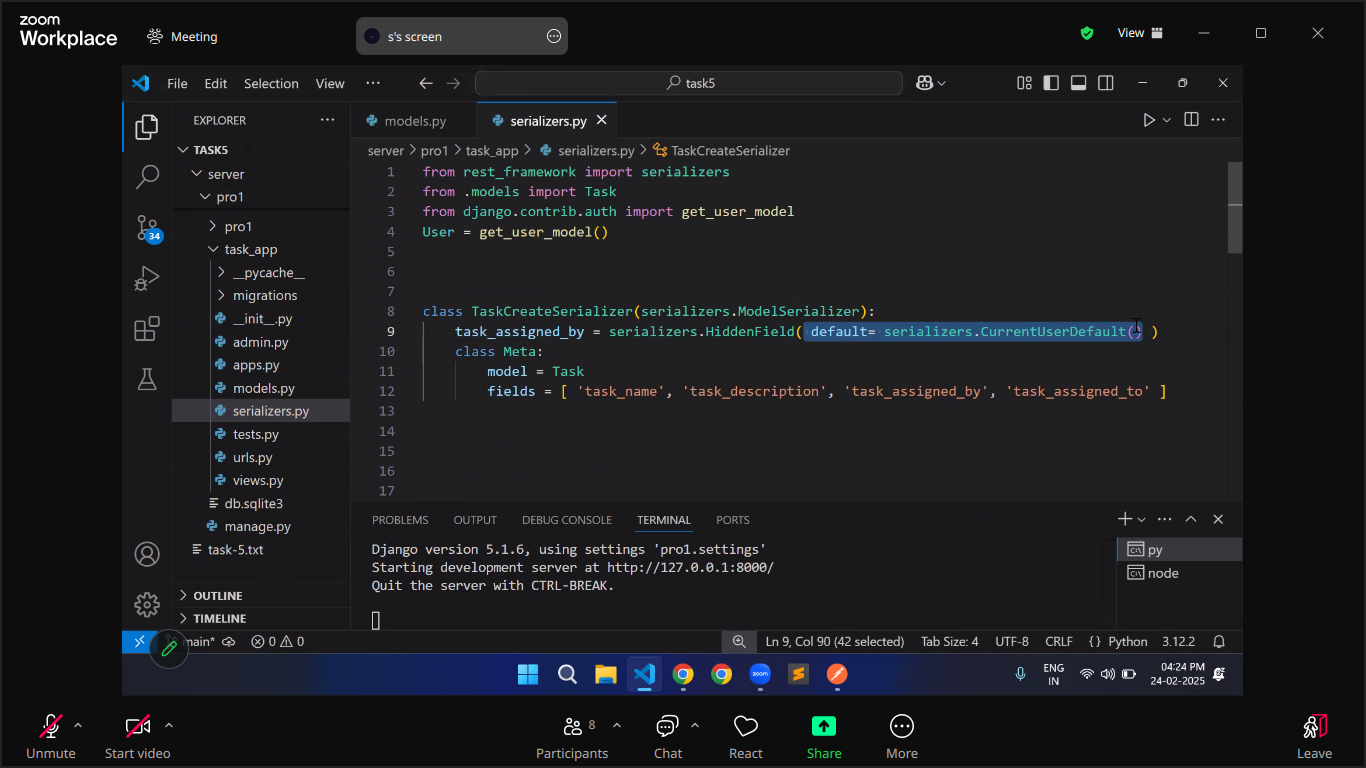 zoom
Workplace
Meeting
s's screen
View
File Edit Selection View
task5
EXPLORER
TASK5
server
pro1
pro1
task_app
__pycache__
migrations
__init__.py
admin.py
apps.py
models.py
serializers.py
tests.py
urls.py
views.py
db.sqlite3
manage.py
task-5.txt
OUTLINE
TIMELINE
34
models.py
serializers.py
server > pro1 > task_app > serializers.py > TaskCreateSerializer
1 from rest_framework import serializers
2 from .models import Task
3 from django.contrib.auth import get_user_model
4 User = get_user_model()
5
6
7
8 class TaskCreateSerializer(serializers.ModelSerializer):
9 task_assigned_by = serializers.HiddenField( default= serializers.CurrentUserDefault() )
10 class Meta:
11 model = Task
12 fields = [ 'task_name', 'task_description', 'task_assigned_by', 'task_assigned_to' ]
13
14
15
16
17
PROBLEMS OUTPUT DEBUG CONSOLE TERMINAL PORTS
Django version 5.1.6, using settings 'pro1.settings'
Starting development server at http://127.0.0.1:8000/
Quit the server with CTRL-BREAK.
py
node
main* 0 0 Ln 9, Col 90 (42 selected) Tab Size: 4 UTF-8 CRLF {} Python 3.12.2
zoom
ENG
IN
04:24 PM
24-02-2025
8
Unmute Start video Participants Chat React Share More Leave